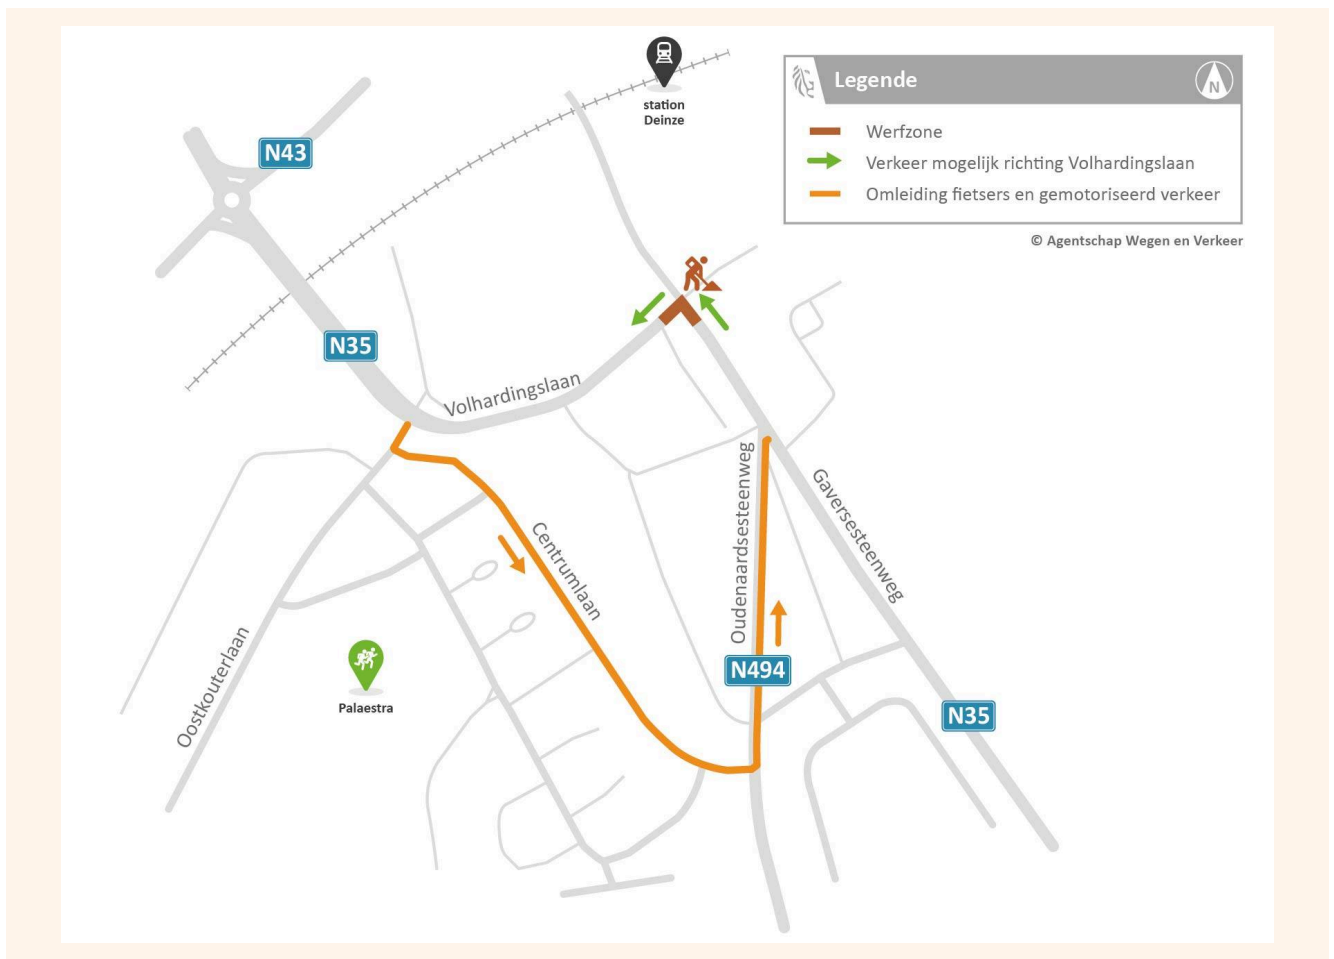 station
Deinze
Legende
N
Werfzone
Verkeer mogelijk richting Volhardingslaan
Omleiding fietsers en gemotoriseerd verkeer
© Agentschap Wegen en Verkeer
N43
N35
Volhardingslaan
Oudenaardsesteenweg
Gaversesteenweg
Centrumlaan
Oostkouterlaan
Palaestra
N494
N35